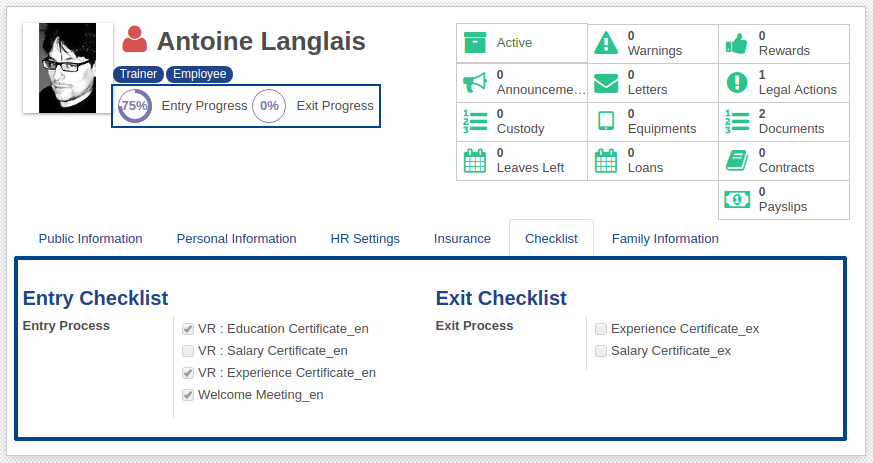 Antoine Langlais
Trainer Employee
75% Entry Progress 0% Exit Progress
Active
0 Warnings
0 Rewards
0 Announceme...
0 Letters
1 Legal Actions
0 Custody
0 Equipments
2 Documents
0 Leaves Left
0 Loans
0 Contracts
0 Payslips
Public Information Personal Information HR Settings Insurance Checklist Family Information
Entry Checklist
Entry Process
VR : Education Certificate_en
VR : Salary Certificate_en
VR : Experience Certificate_en
Welcome Meeting_en
Exit Checklist
Exit Process
Experience Certificate_ex
Salary Certificate_ex